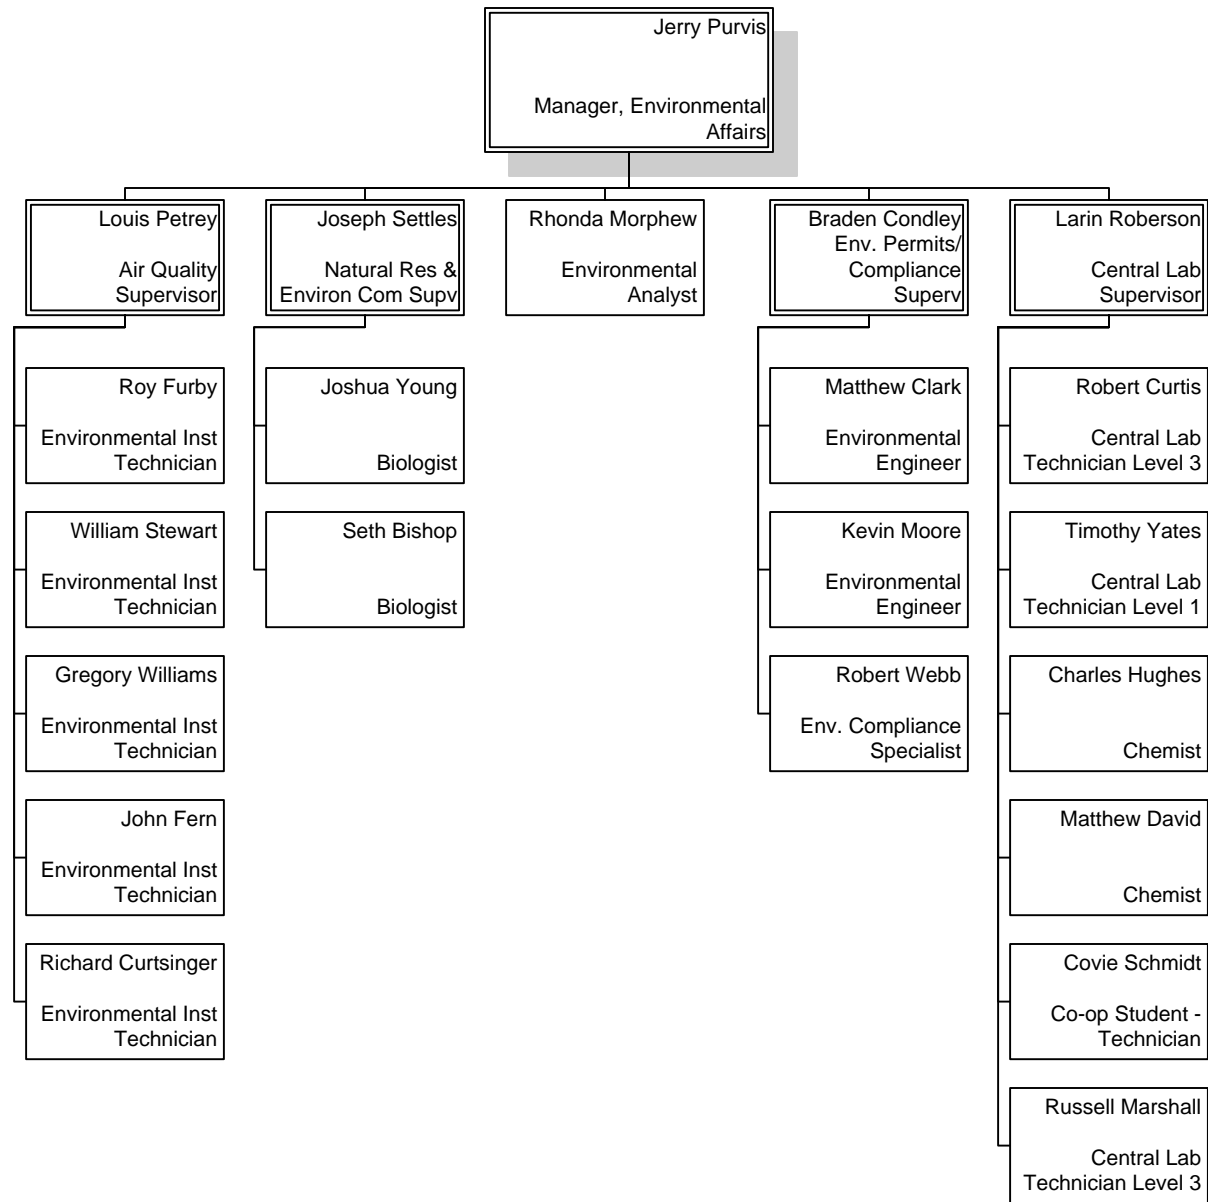 Jerry Purvis
Manager, Environmental
Affairs
Louis Petrey
Air Quality
Supervisor
Joseph Settles
Natural Res &
Environ Com Supv
Rhonda Morphew
Environmental
Analyst
Braden Condley
Env. Permits/
Compliance
Superv
Larin Roberson
Central Lab
Supervisor
Roy Furby
Environmental Inst
Technician
William Stewart
Environmental Inst
Technician
Gregory Williams
Environmental Inst
Technician
John Fern
Environmental Inst
Technician
Richard Curtsinger
Environmental Inst
Technician
Joshua Young
Biologist
Seth Bishop
Biologist
Matthew Clark
Environmental
Engineer
Kevin Moore
Environmental
Engineer
Robert Webb
Env. Compliance
Specialist
Robert Curtis
Central Lab
Technician Level 3
Timothy Yates
Central Lab
Technician Level 1
Charles Hughes
Chemist
Matthew David
Chemist
Covie Schmidt
Co-op Student -
Technician
Russell Marshall
Central Lab
Technician Level 3